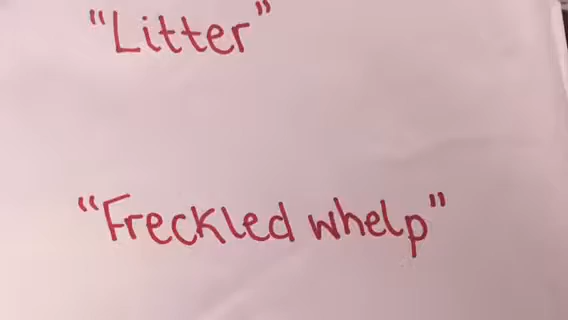 “Litter”
“Freckled whelp”